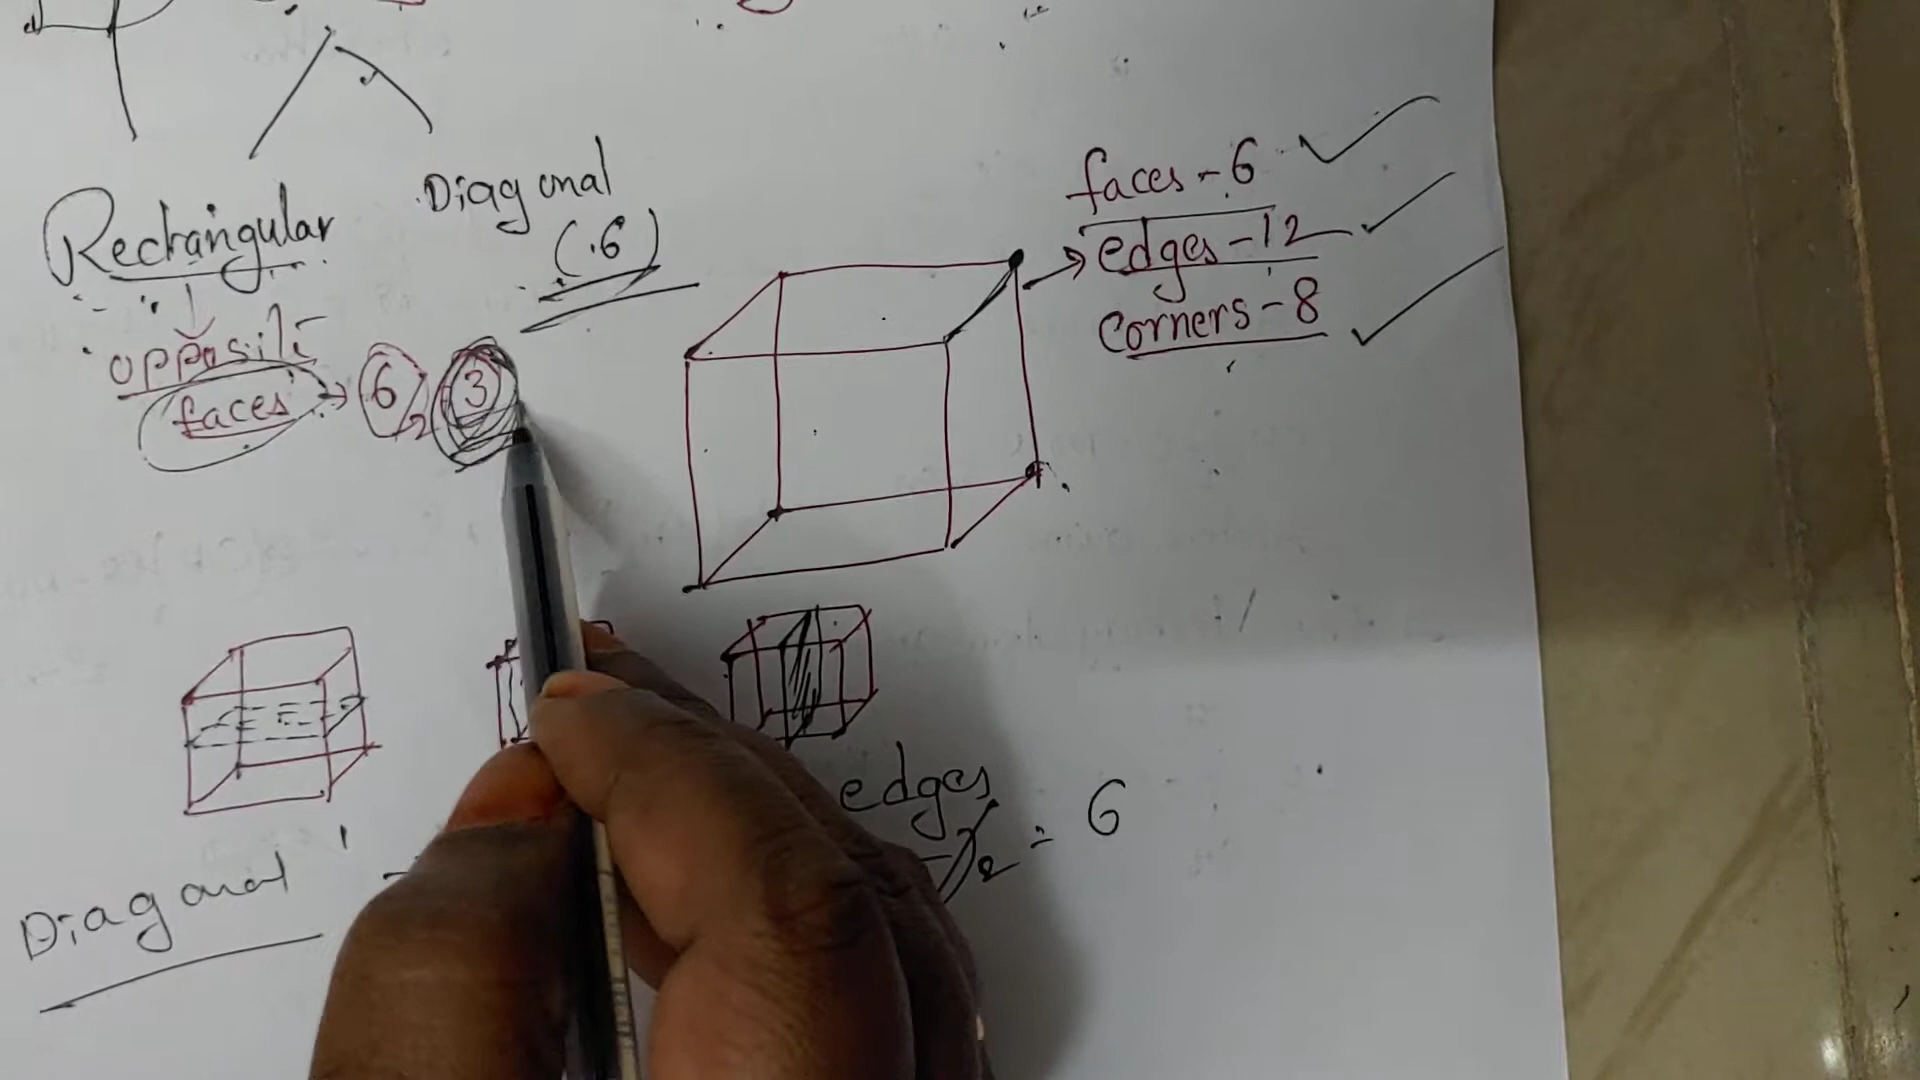 Rectangular
Diagonal
(.6)
opposite
faces → 6/2 3
faces - 6
edges - 12
corners - 8
edges
/2 = 6
Diagonal